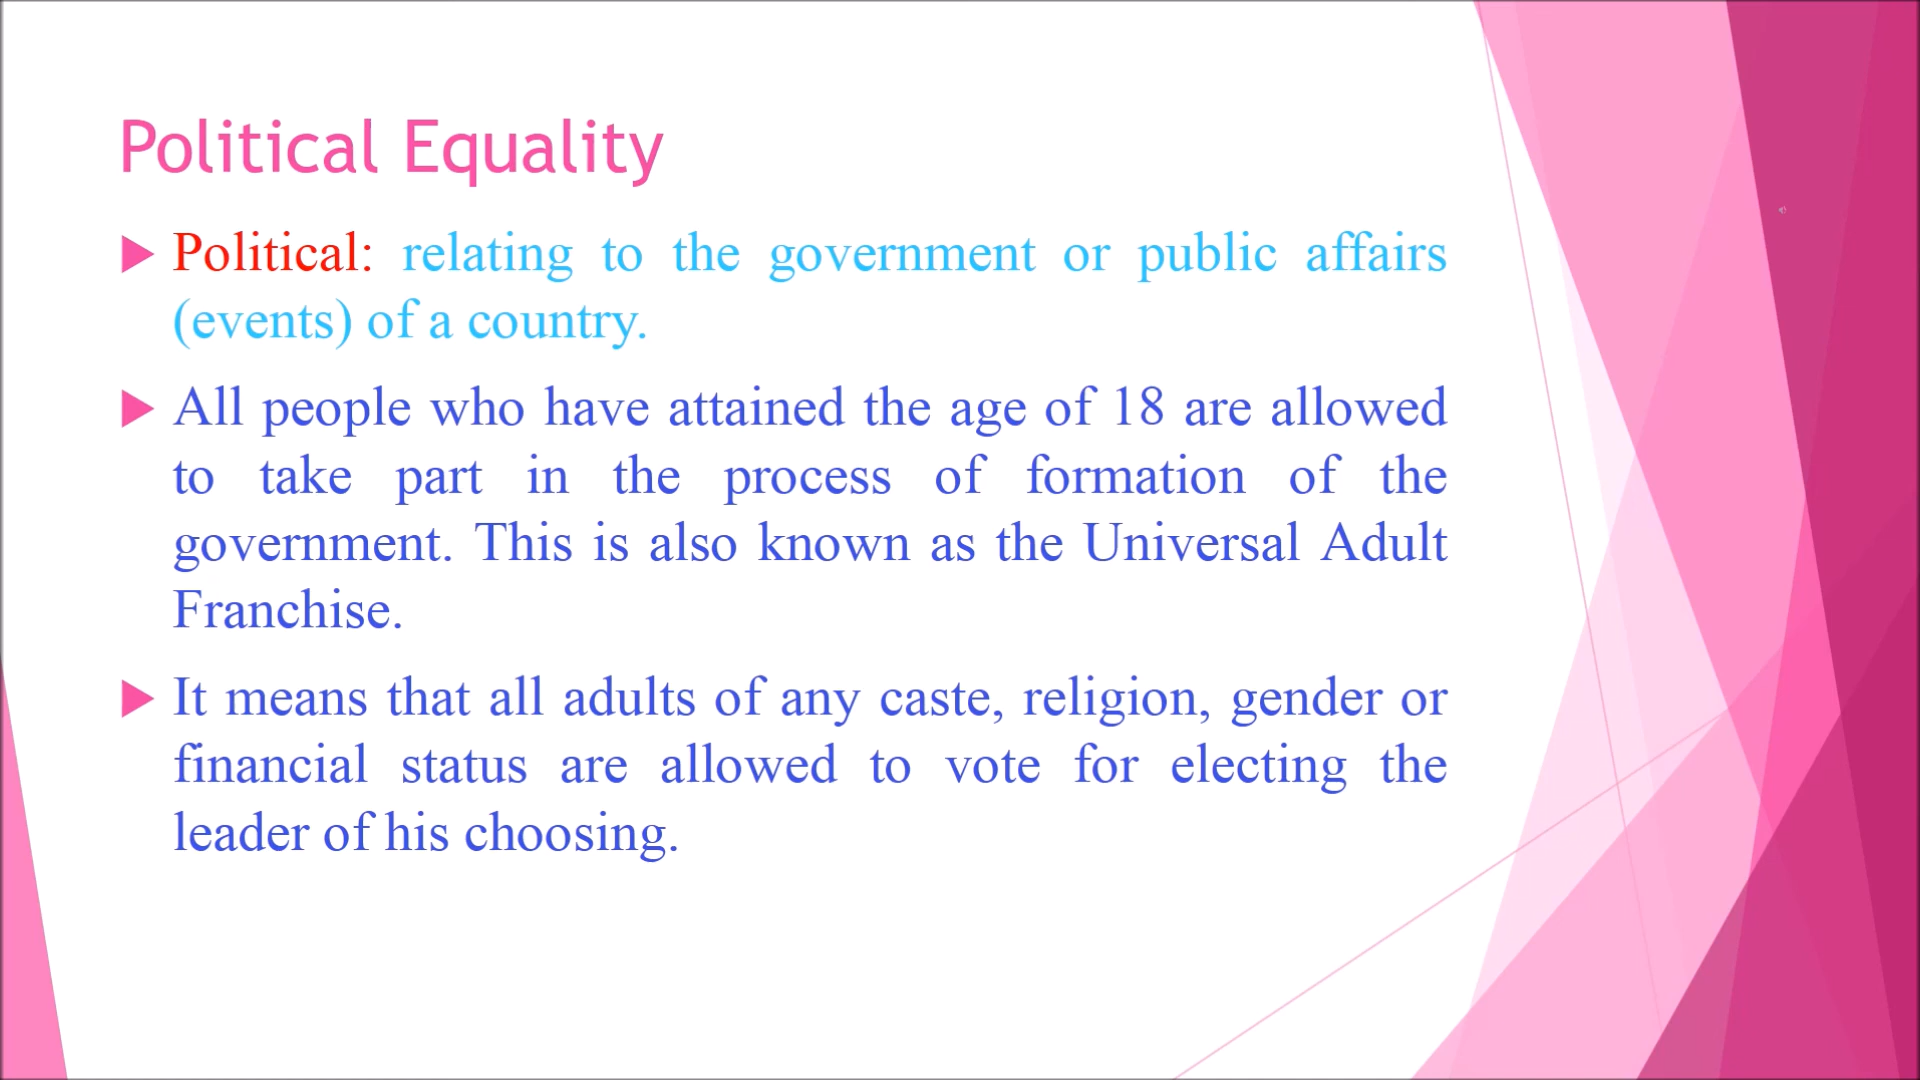 Political Equality
Political: relating to the government or public affairs
(events) of a country.
All people who have attained the age of 18 are allowed
to take part in the process of formation of the
government. This is also known as the Universal Adult
Franchise.
It means that all adults of any caste, religion, gender or
financial status are allowed to vote for electing the
leader of his choosing.